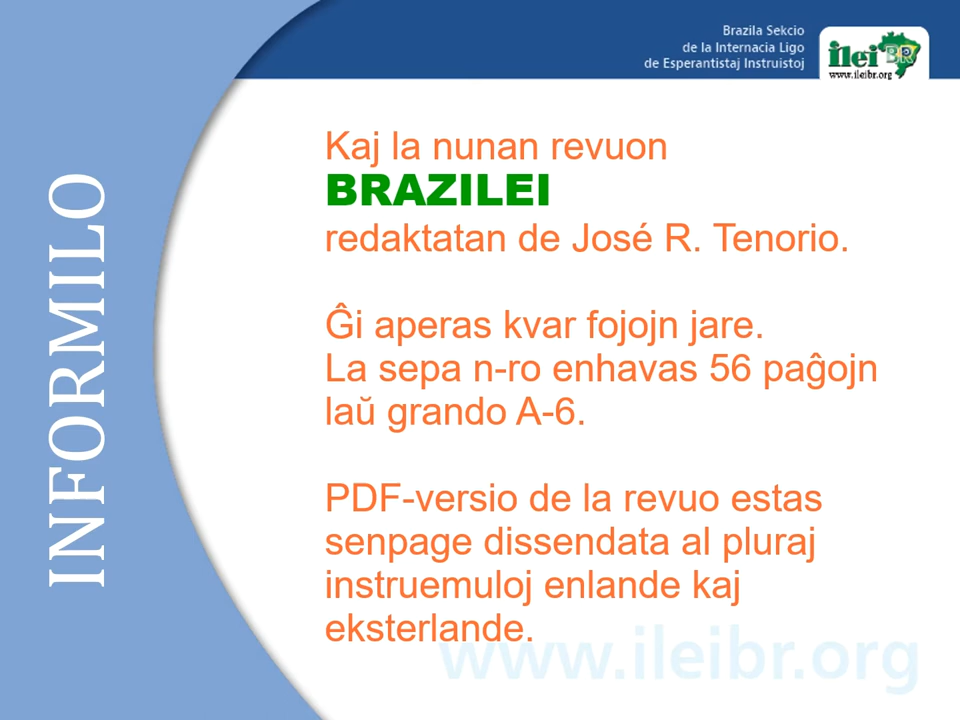 Brazila Sekcio
de la Internacia Ligo
de Esperantistaj Instruistoj
ilei BR
www.ileibr.org
INFORMILO
Kaj la nunan revuon
BRAZILEI
redaktatan de José R. Tenorio.
Ĝi aperas kvar fojojn jare.
La sepa n-ro enhavas 56 paĝojn
laŭ grando A-6.
PDF-versio de la revuo estas
senpage dissendata al pluraj
instruemuloj enlande kaj
eksterlande.
www.ileibr.org